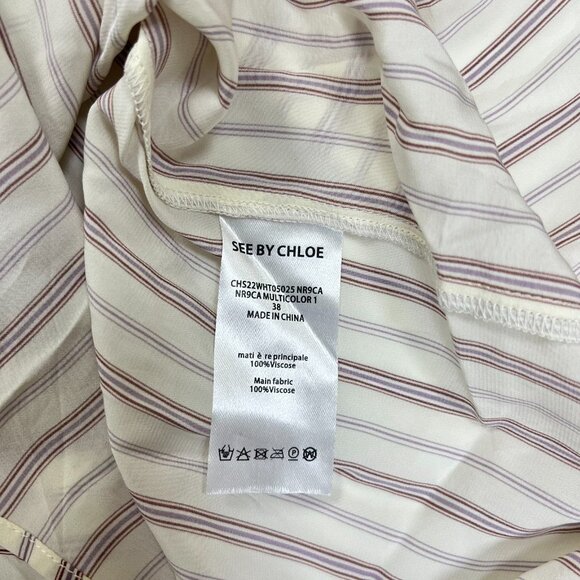 SEE BY CHLOE
CHS22WHT05025 NR9CA
NR9CA MULTICOLOR 1
38
MADE IN CHINA
mati è re principale
100%Viscose
Main fabric
100%Viscose